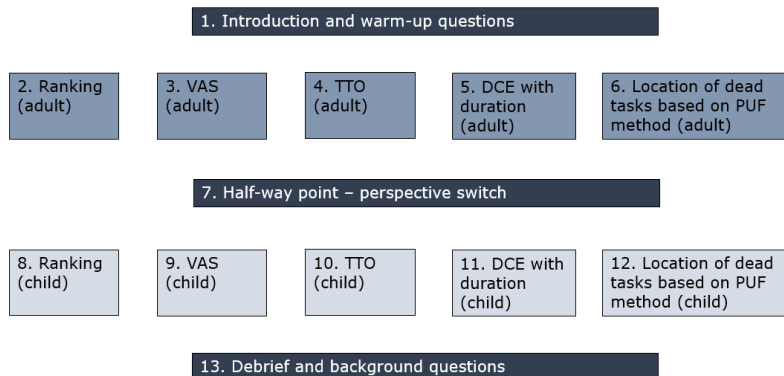 1. Introduction and warm-up questions
2. Ranking
(adult)
3. VAS
(adult)
4. TTO
(adult)
5. DCE with
duration
(adult)
6. Location of dead
tasks based on PUF
method (adult)
7. Half-way point – perspective switch
8. Ranking
(child)
9. VAS
(child)
10. TTO
(child)
11. DCE with
duration
(child)
12. Location of dead
tasks based on PUF
method (child)
13. Debrief and background questions